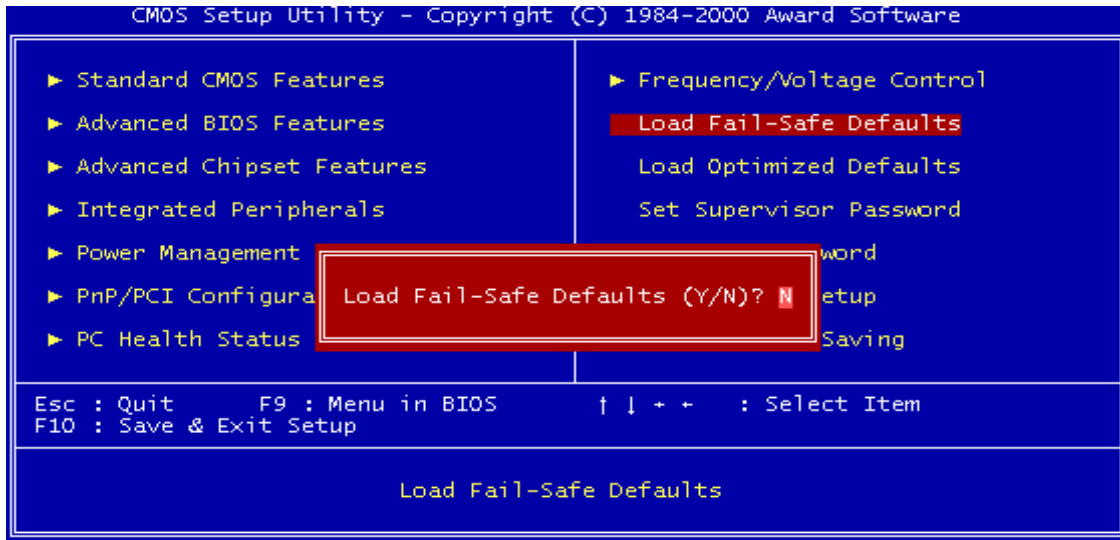 CMOS Setup Utility – Copyright (C) 1984-2000 Award Software
► Standard CMOS Features
► Advanced BIOS Features
► Advanced Chipset Features
► Integrated Peripherals
► Power Management
► PnP/PCI Configura
► PC Health Status
► Frequency/Voltage Control
Load Fail-Safe Defaults
Load Optimized Defaults
Set Supervisor Password
word
etup
Saving
Load Fail-Safe Defaults (Y/N)? N
Esc : Quit F9 : Menu in BIOS ↑ ↓ → ← : Select Item
F10 : Save & Exit Setup
Load Fail-Safe Defaults